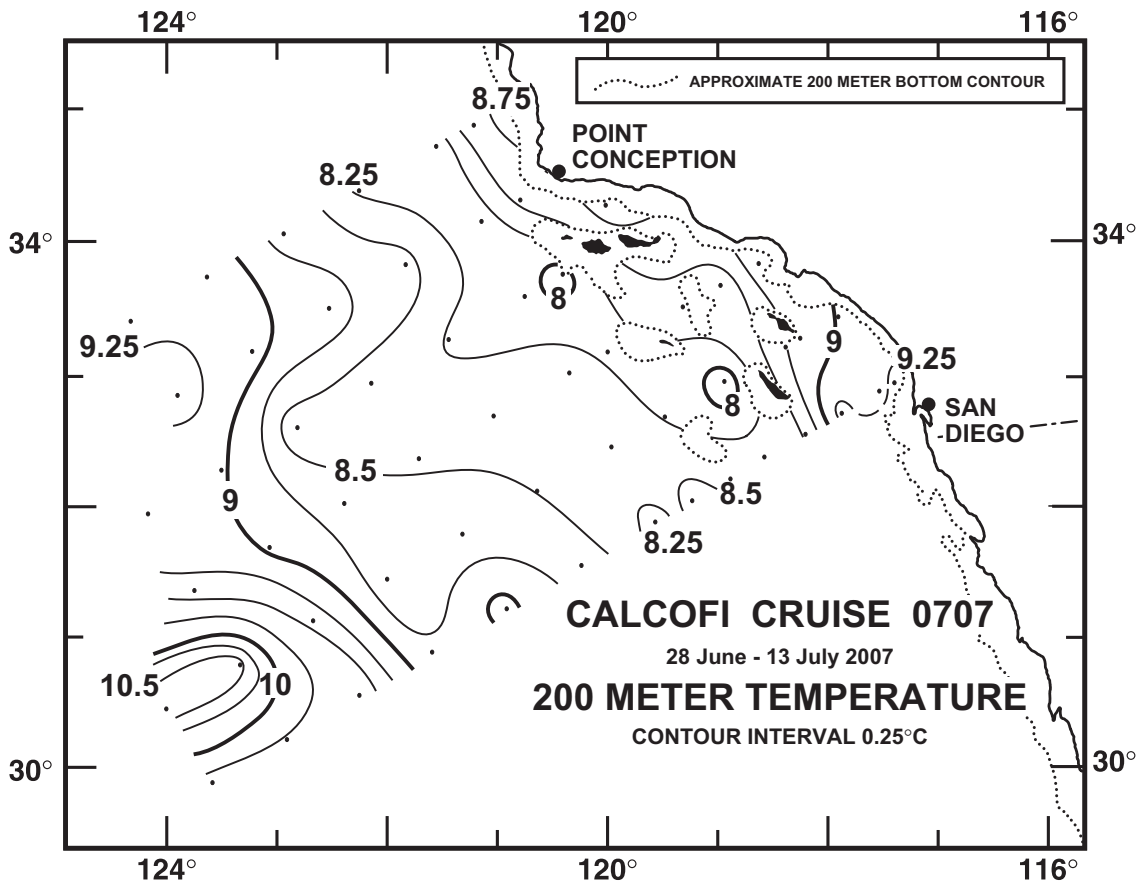 124° 120° 116°
APPROXIMATE 200 METER BOTTOM CONTOUR
8.75
POINT
CONCEPTION
8.25
34° 34°
8
9.25
9
9.25
8
SAN
DIEGO
8.5
9
8.5
8.25
CALCOFI CRUISE 0707
28 June - 13 July 2007
10.5
10
200 METER TEMPERATURE
CONTOUR INTERVAL 0.25°C
30° 30°
124° 120° 116°